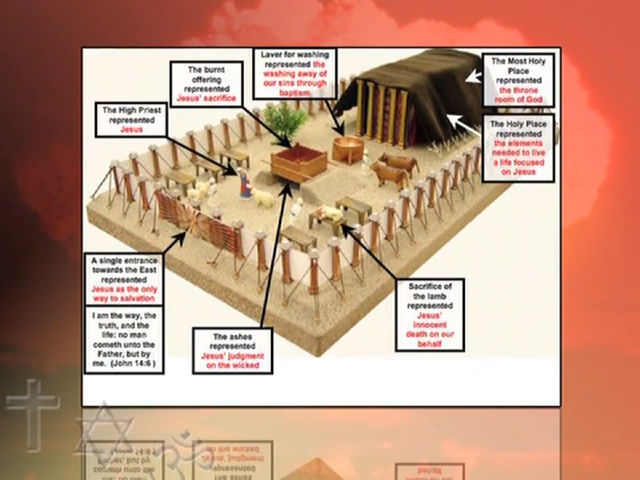 Laver for washing
represented the
washing away of
our sins through
baptism.
The Most Holy
Place
represented
the throne
room of God
The burnt
offering
represented
Jesus' sacrifice
The High Priest
represented
Jesus
The Holy Place
represented
the elements
needed to live
a life focused
on Jesus
A single entrance
towards the East
represented
Jesus as the only
way to salvation
I am the way, the
truth, and the
life: no man
cometh unto the
Father, but by
me. (John 14:6 )
The ashes
represented
Jesus' judgment
on the wicked
Sacrifice of
the lamb
represented
Jesus'
innocent
death on our
behalf